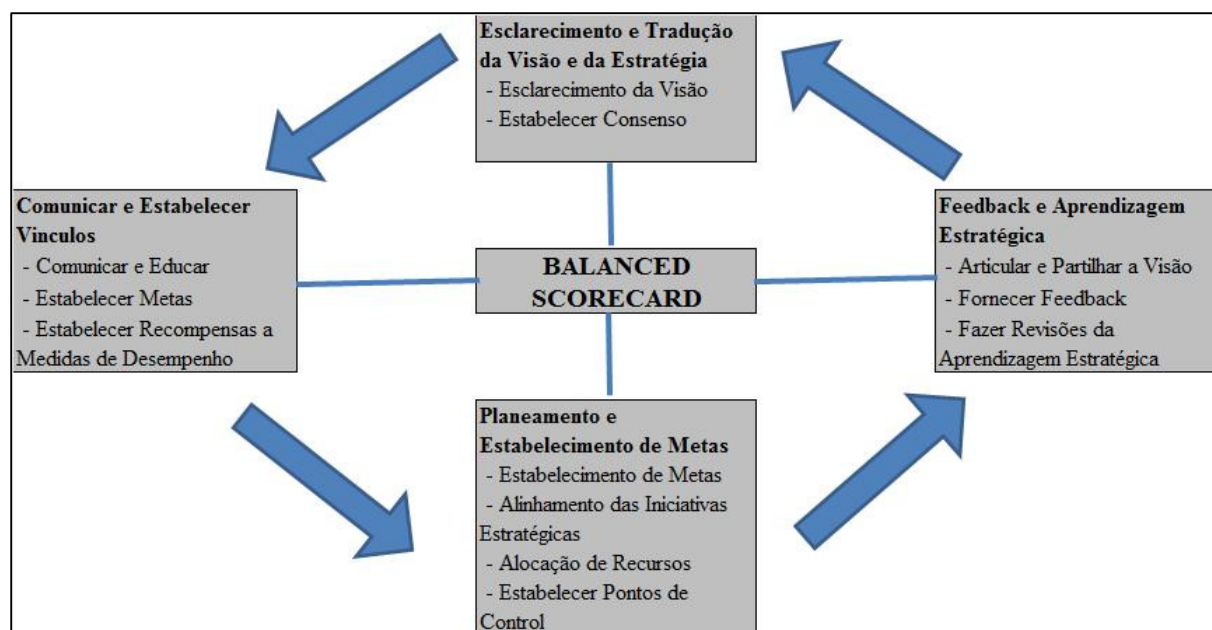 Esclarecimento e Tradução
da Visão e da Estratégia
- Esclarecimento da Visão
- Estabelecer Consenso
Comunicar e Estabelecer
Vinculos
- Comunicar e Educar
- Estabelecer Metas
- Estabelecer Recompensas a
Medidas de Desempenho
BALANCED
SCORECARD
Feedback e Aprendizagem
Estratégica
- Articular e Partilhar a Visão
- Fornecer Feedback
- Fazer Revisões da
Aprendizagem Estratégica
Planeamento e
Estabelecimento de Metas
- Estabelecimento de Metas
- Alinhamento das Iniciativas
Estratégicas
- Alocação de Recursos
- Estabelecer Pontos de
Control